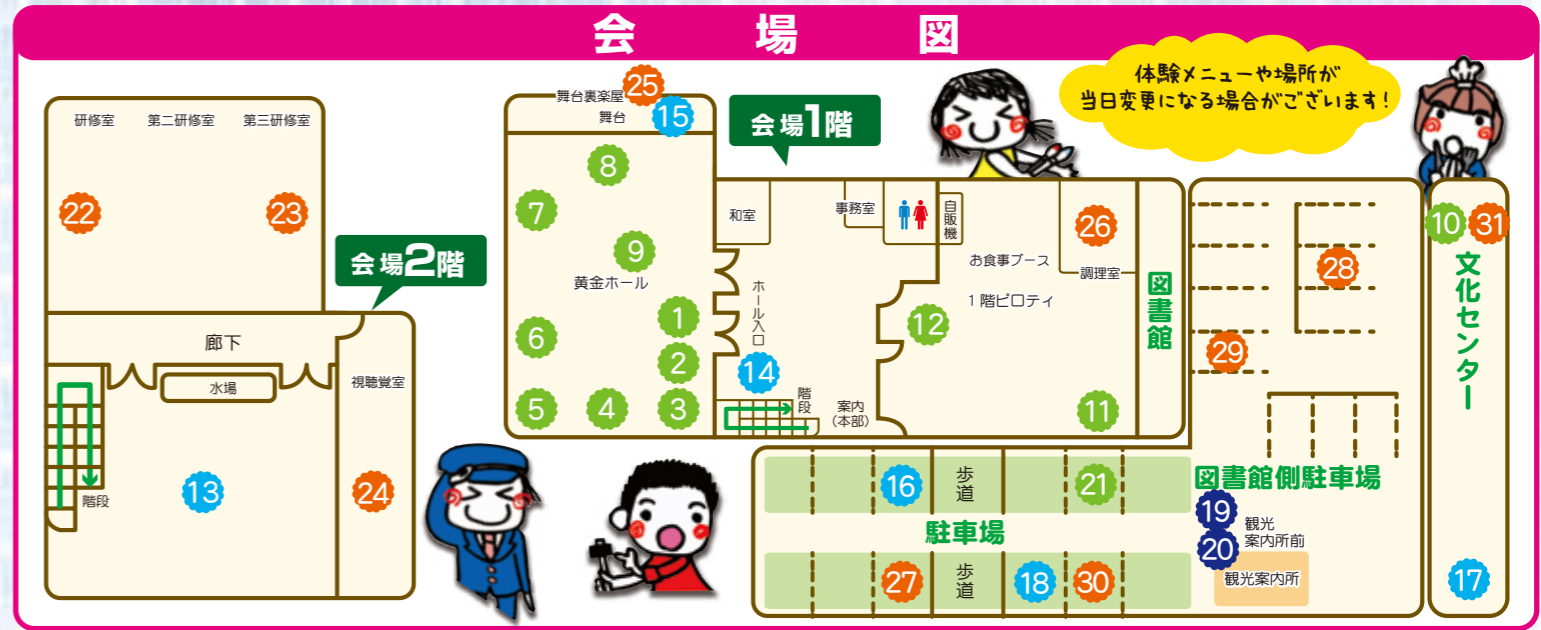 会場図
体験メニューや場所が
当日変更になる場合がございます!
研修室 第二研修室 第三研修室
22
23
会場2階
廊下
水場
視聴覚室
階段
13
24
舞台裏楽屋
25
舞台
15
会場1階
8
7
9
黄金ホール
1
6
2
5
4
3
和室
事務室
自販機
ホール入口
14
階段
案内
(本部)
お食事ブース
1階ピロティ
12
11
26
調理室
図書館
28
29
10
31
文化センター
17
16
歩道
21
駐車場
27
歩道
18
30
図書館側駐車場
19
20
観光
案内所前
観光案内所